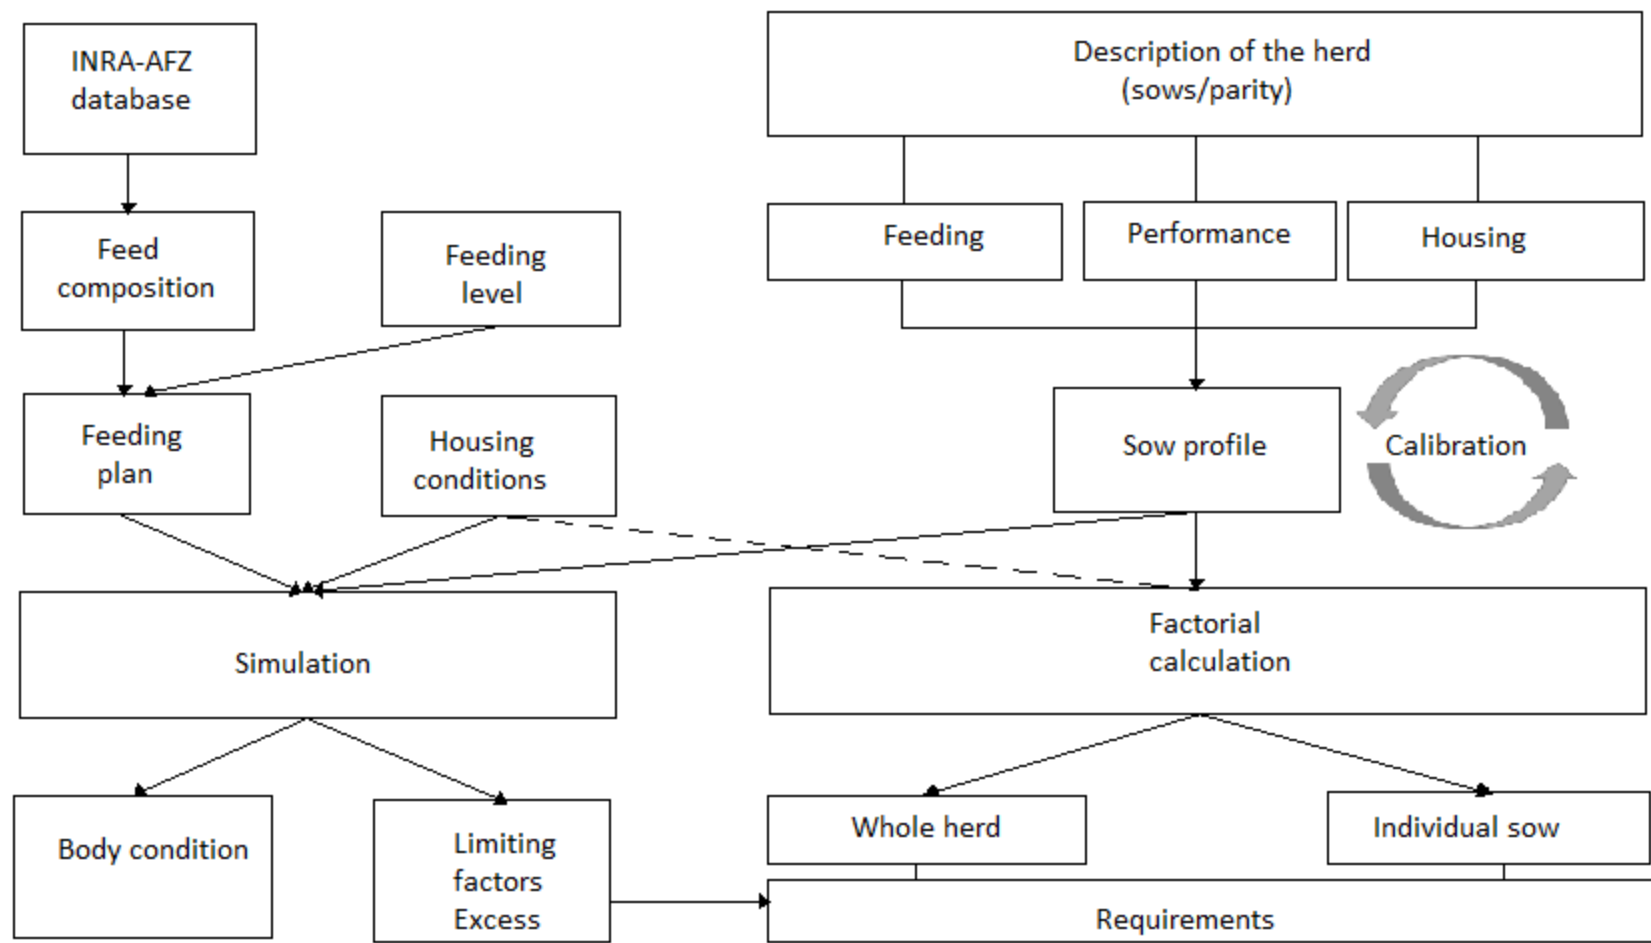 INRA-AFZ
database
Description of the herd
(sows/parity)
Feed
composition
Feeding
level
Feeding
Performance
Housing
Feeding
plan
Housing
conditions
Sow profile
Calibration
Simulation
Factorial
calculation
Body condition
Limiting
factors
Excess
Whole herd
Individual sow
Requirements